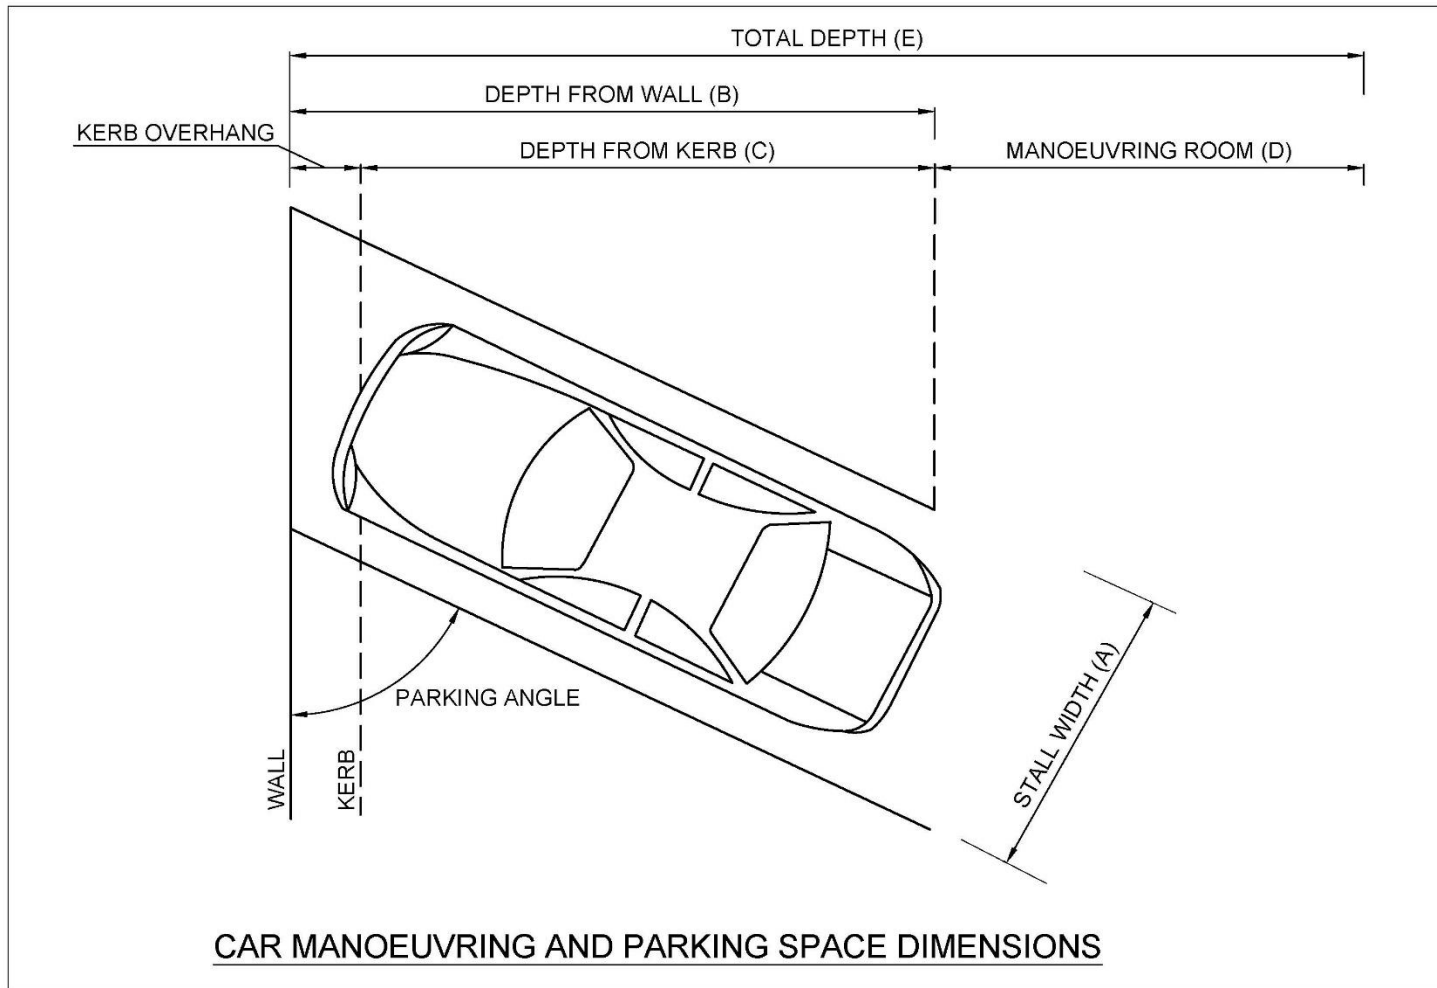 TOTAL DEPTH (E)
DEPTH FROM WALL (B)
KERB OVERHANG
DEPTH FROM KERB (C)
MANOEUVRING ROOM (D)
PARKING ANGLE
WALL
KERB
STALL WIDTH (A)
CAR MANOEUVRING AND PARKING SPACE DIMENSIONS